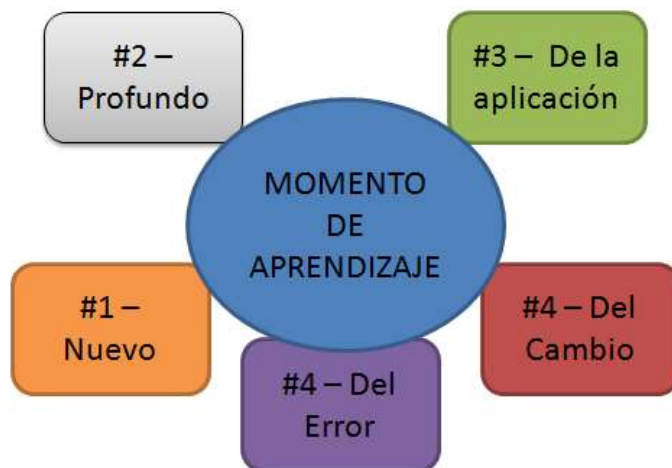 #2 –
Profundo
#3 – De la
aplicación
MOMENTO
DE
APRENDIZAJE
#1 –
Nuevo
#4 – Del
Cambio
#4 – Del
Error